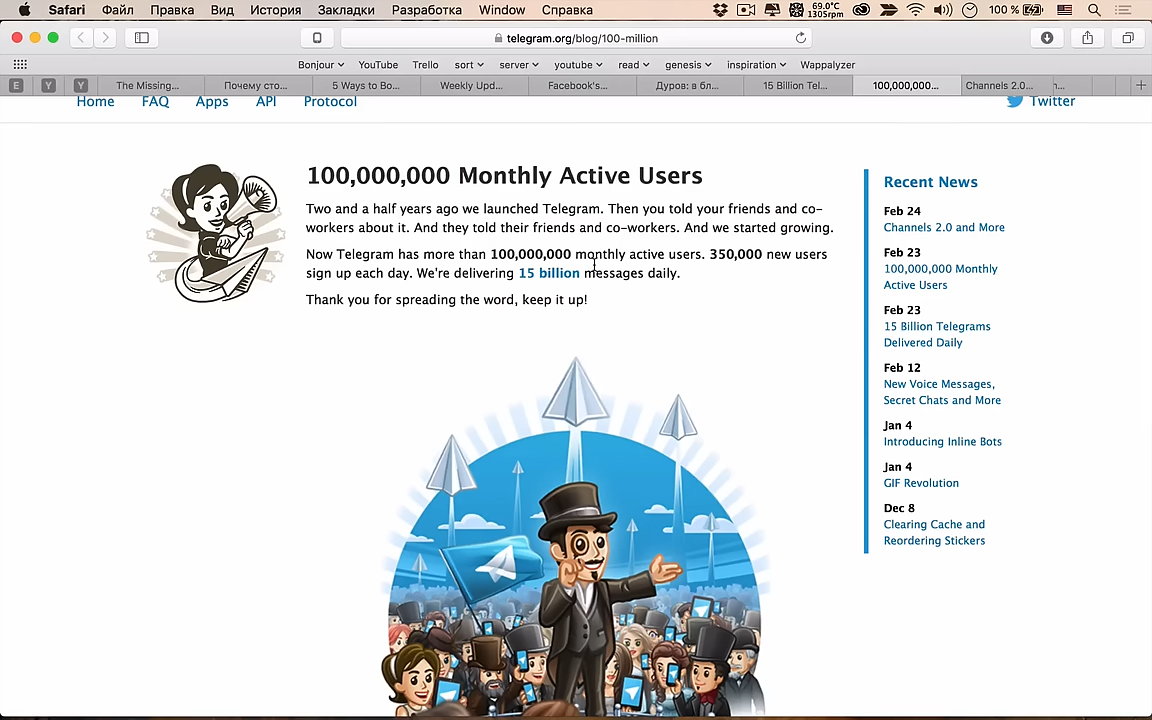 Safari Файл Правка Вид История Закладки Разработка Window Справка 69.0°C 1305rpm 100 %
telegram.org/blog/100-million
Bonjour YouTube Trello sort server youtube read genesis inspiration Wappalyzer
E Y Y The Missing... Почему сто... 5 Ways to Bo... Weekly Upd... Facebook's... Дуров: в бл... 15 Billion Tel... 100,000,000... Channels 2.0...
Home FAQ Apps API Protocol Twitter
100,000,000 Monthly Active Users
Two and a half years ago we launched Telegram. Then you told your friends and co-
workers about it. And they told their friends and co-workers. And we started growing.
Now Telegram has more than 100,000,000 monthly active users. 350,000 new users
sign up each day. We're delivering 15 billion messages daily.
Thank you for spreading the word, keep it up!
Recent News
Feb 24
Channels 2.0 and More
Feb 23
100,000,000 Monthly
Active Users
Feb 23
15 Billion Telegrams
Delivered Daily
Feb 12
New Voice Messages,
Secret Chats and More
Jan 4
Introducing Inline Bots
Jan 4
GIF Revolution
Dec 8
Clearing Cache and
Reordering Stickers